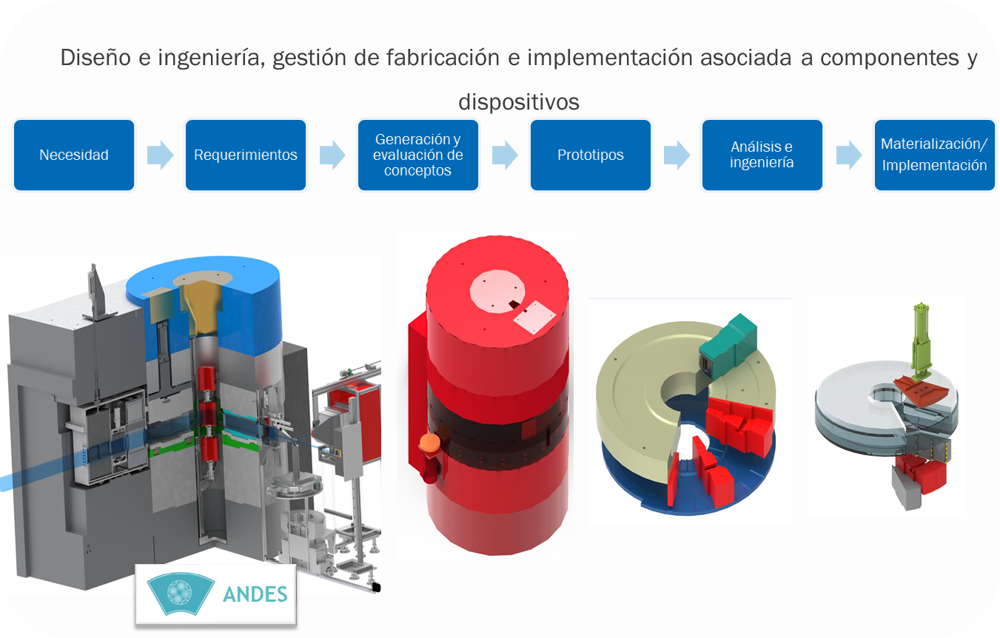 Diseño e ingeniería, gestión de fabricación e implementación asociada a componentes y
dispositivos
Necesidad
Requerimientos
Generación y
evaluación de
conceptos
Prototipos
Análisis e
ingeniería
Materialización/
Implementación
ANDES